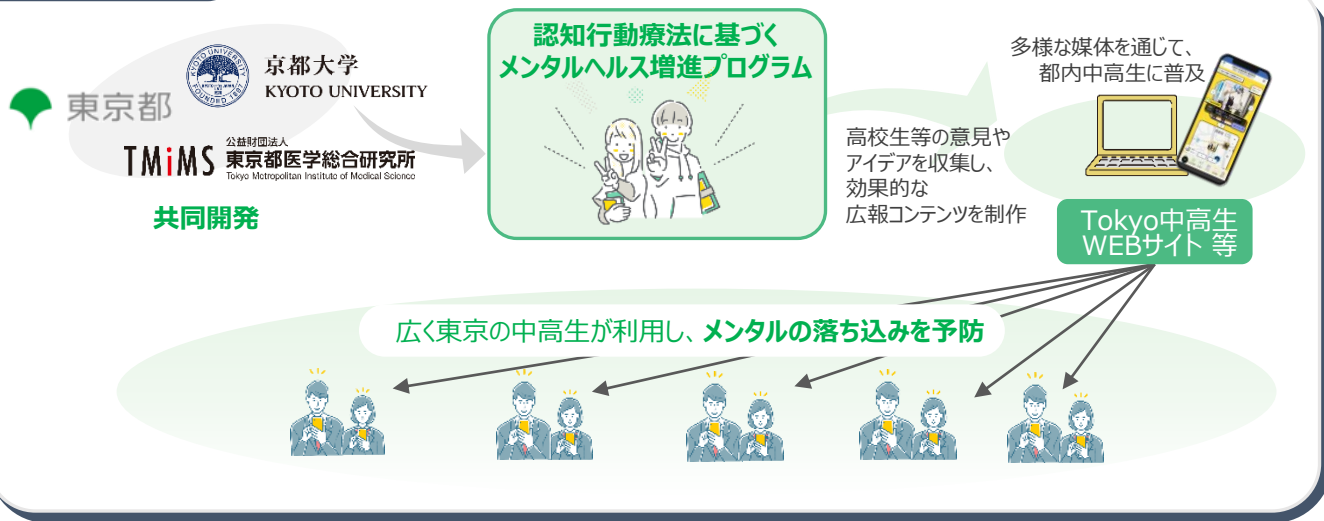 東京都
京都大学
KYOTO UNIVERSITY
KYOTO UNIVERSITY
FOUNDED 1897
TMiMS
公益財団法人
東京都医学総合研究所
Tokyo Metropolitan Institute of Medical Science
共同開発
認知行動療法に基づく
メンタルヘルス増進プログラム
高校生等の意見や
アイデアを収集し、
効果的な
広報コンテンツを制作
多様な媒体を通じて、
都内中高生に普及
Tokyo中高生
WEBサイト 等
広く東京の中高生が利用し、メンタルの落ち込みを予防